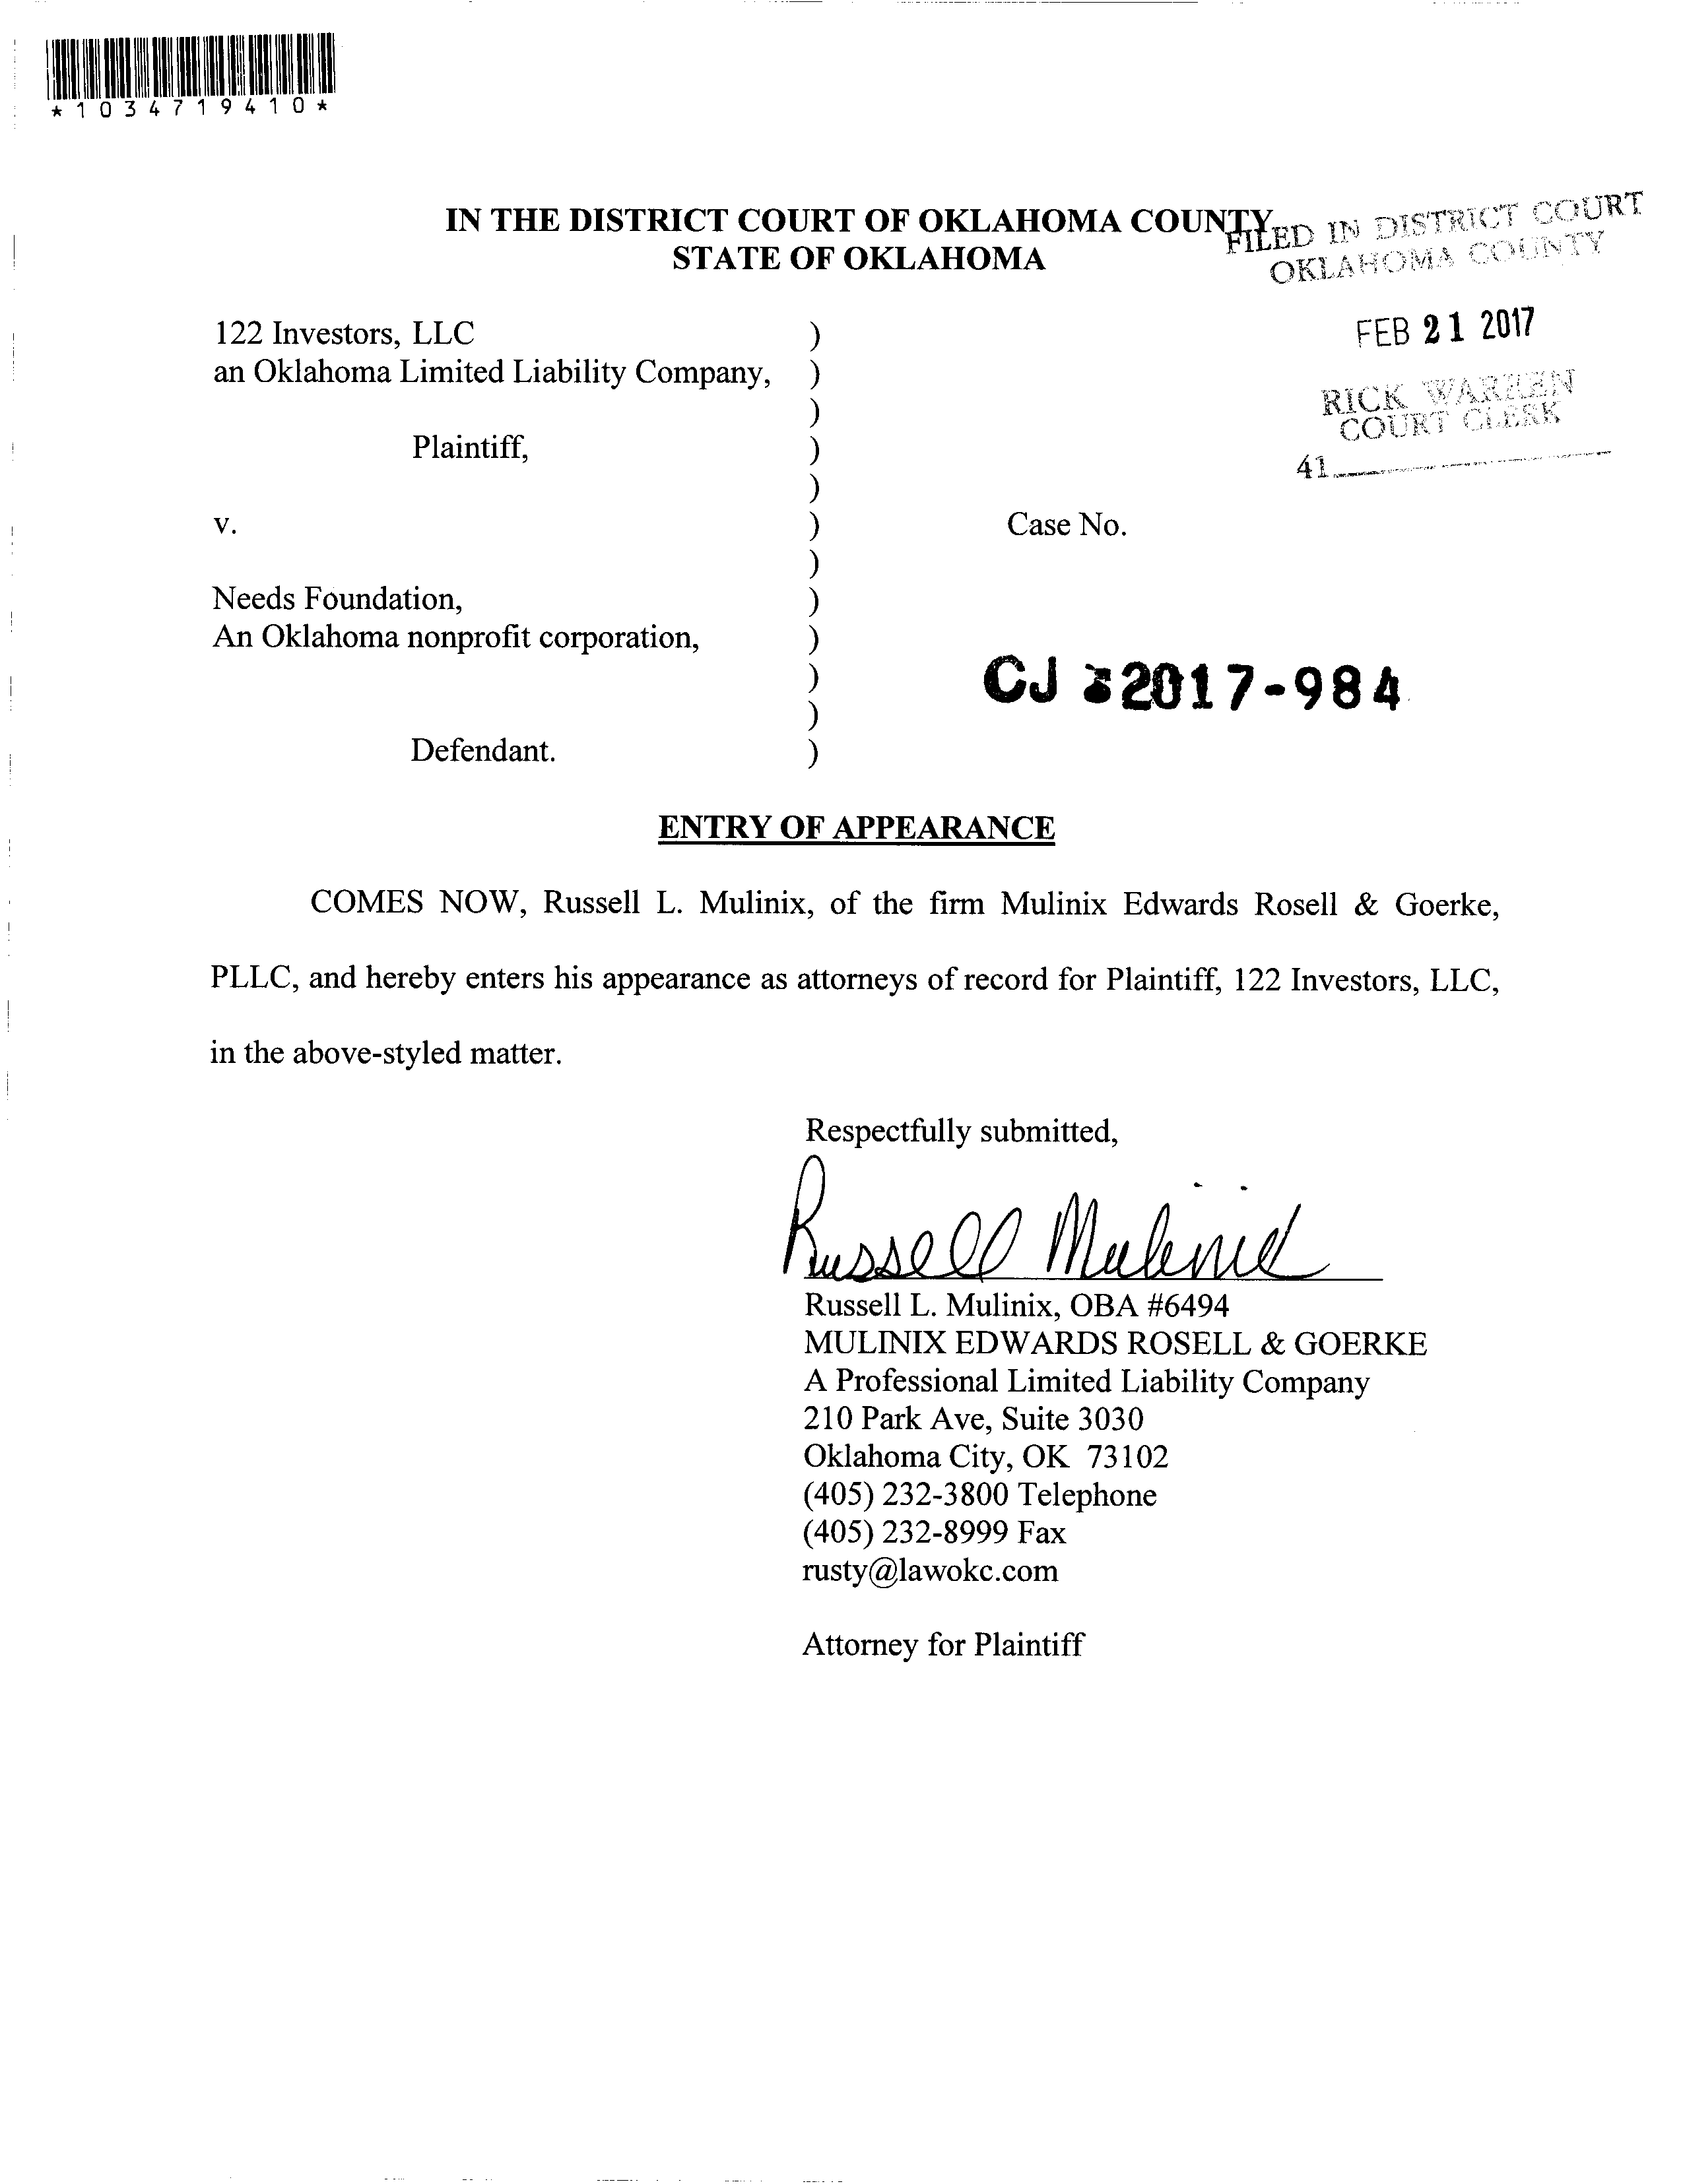 *1034719410*
IN THE DISTRICT COURT OF OKLAHOMA COUNTY
STATE OF OKLAHOMA
FILED IN DISTRICT COURT
OKLAHOMA COUNTY
FEB 21 2017
RICK WARREN
COURT CLERK
41
122 Investors, LLC )
an Oklahoma Limited Liability Company, )
)
Plaintiff, )
)
v. ) Case No.
)
Needs Foundation, )
An Oklahoma nonprofit corporation, )
)
CJ 2017-984
)
Defendant. )
ENTRY OF APPEARANCE
COMES NOW, Russell L. Mulinix, of the firm Mulinix Edwards Rosell & Goerke,
PLLC, and hereby enters his appearance as attorneys of record for Plaintiff, 122 Investors, LLC,
in the above-styled matter.
Respectfully submitted,
Russell Mulinix
Russell L. Mulinix, OBA #6494
MULINIX EDWARDS ROSELL & GOERKE
A Professional Limited Liability Company
210 Park Ave, Suite 3030
Oklahoma City, OK 73102
(405) 232-3800 Telephone
(405) 232-8999 Fax
rusty@lawokc.com
Attorney for Plaintiff